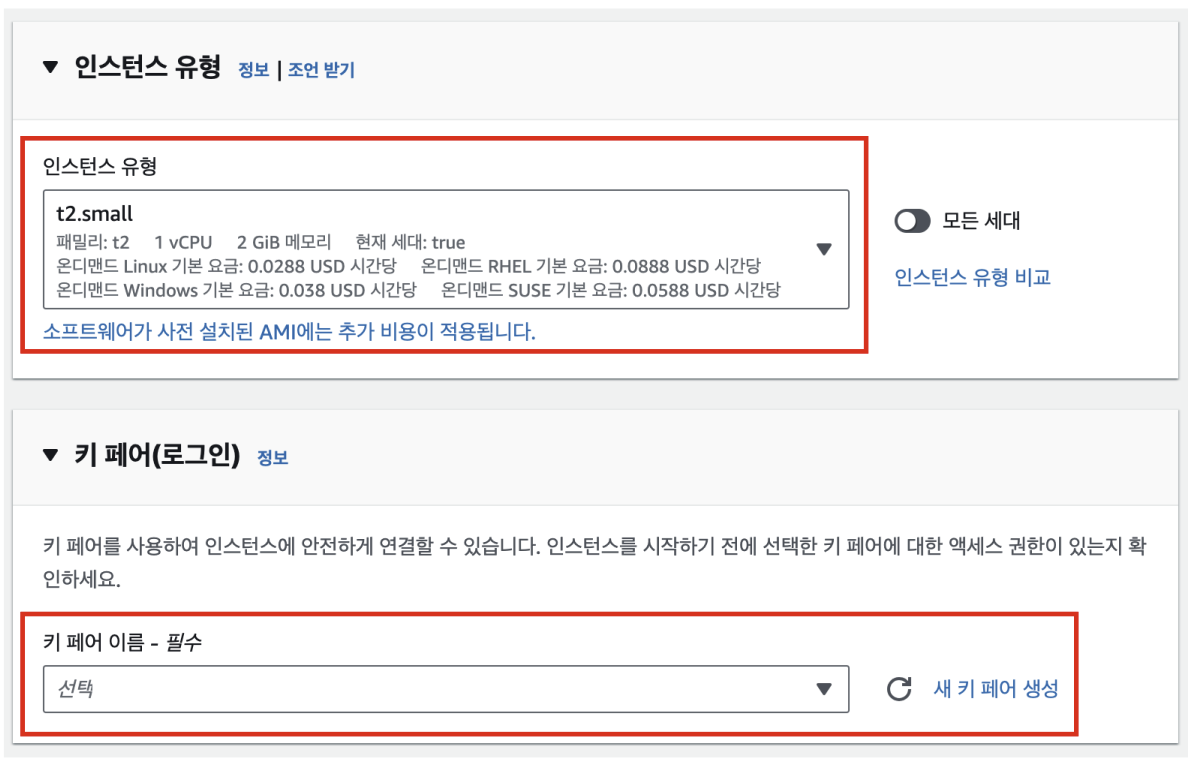 인스턴스 유형 정보 | 조언 받기
인스턴스 유형
t2.small
패밀리: t2 1 vCPU 2 GiB 메모리 현재 세대: true
온디맨드 Linux 기본 요금: 0.0288 USD 시간당 온디맨드 RHEL 기본 요금: 0.0888 USD 시간당
온디맨드 Windows 기본 요금: 0.038 USD 시간당 온디맨드 SUSE 기본 요금: 0.0588 USD 시간당
모든 세대
인스턴스 유형 비교
소프트웨어가 사전 설치된 AMI에는 추가 비용이 적용됩니다.
키 페어(로그인) 정보
키 페어를 사용하여 인스턴스에 안전하게 연결할 수 있습니다. 인스턴스를 시작하기 전에 선택한 키 페어에 대한 액세스 권한이 있는지 확
인하세요.
키 페어 이름 - 필수
선택
새 키 페어 생성